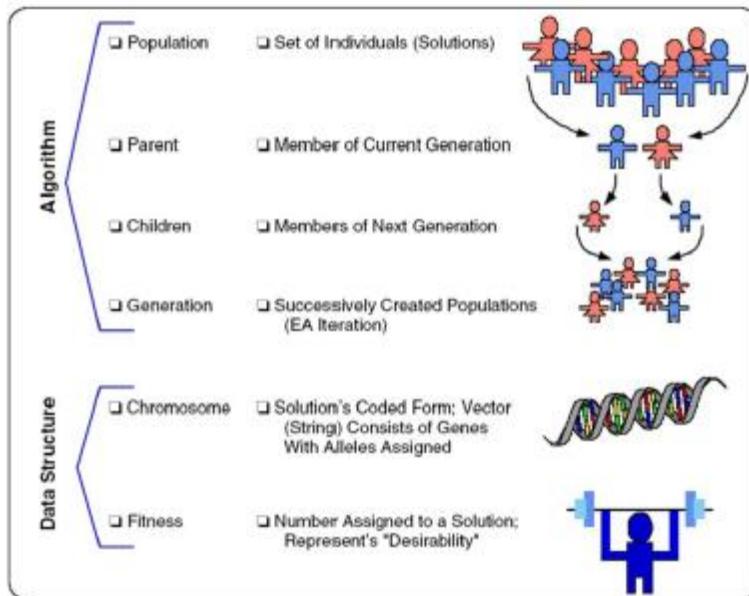 Algorithm
❑ Population ❑ Set of Individuals (Solutions)
❑ Parent ❑ Member of Current Generation
❑ Children ❑ Members of Next Generation
❑ Generation ❑ Successively Created Populations
(EA Iteration)
Data Structure
❑ Chromosome ❑ Solution's Coded Form; Vector
(String) Consists of Genes
With Alleles Assigned
❑ Fitness ❑ Number Assigned to a Solution;
Represent's "Desirability"